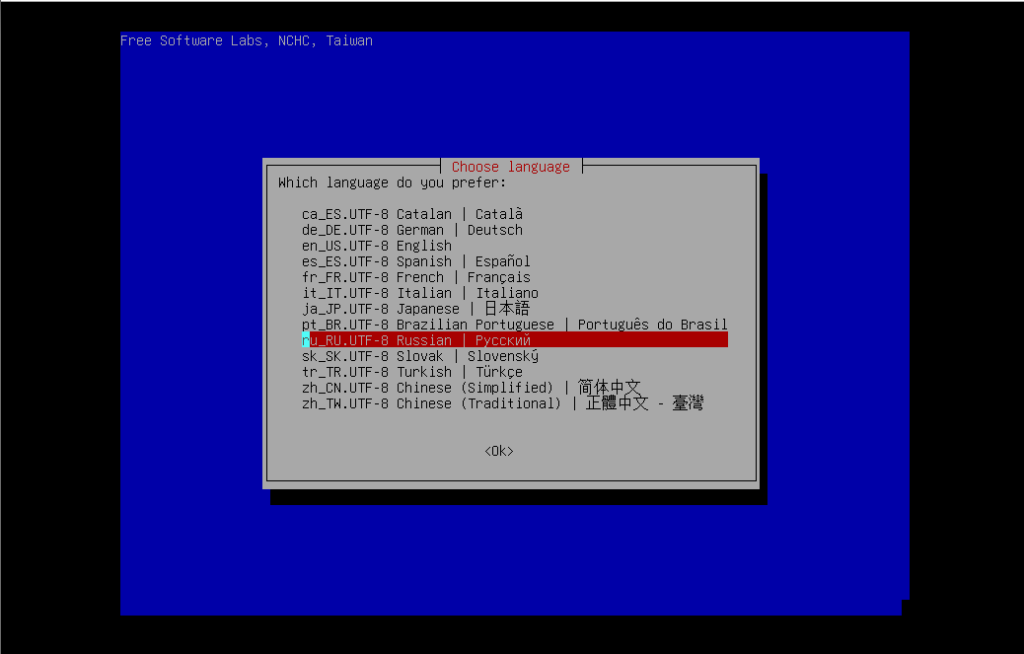 Free Software Labs, NCHC, Taiwan
Choose language
Which language do you prefer:
ca_ES.UTF-8 Catalan | Català
de_DE.UTF-8 German | Deutsch
en_US.UTF-8 English
es_ES.UTF-8 Spanish | Español
fr_FR.UTF-8 French | Français
it_IT.UTF-8 Italian | Italiano
ja_JP.UTF-8 Japanese | 日本語
pt_BR.UTF-8 Brazilian Portuguese | Português do Brasil
ru_RU.UTF-8 Russian | Русский
sk_SK.UTF-8 Slovak | Slovenský
tr_TR.UTF-8 Turkish | Türkçe
zh_CN.UTF-8 Chinese (Simplified) | 简体中文
zh_TW.UTF-8 Chinese (Traditional) | 正體中文 - 臺灣
<Ok>